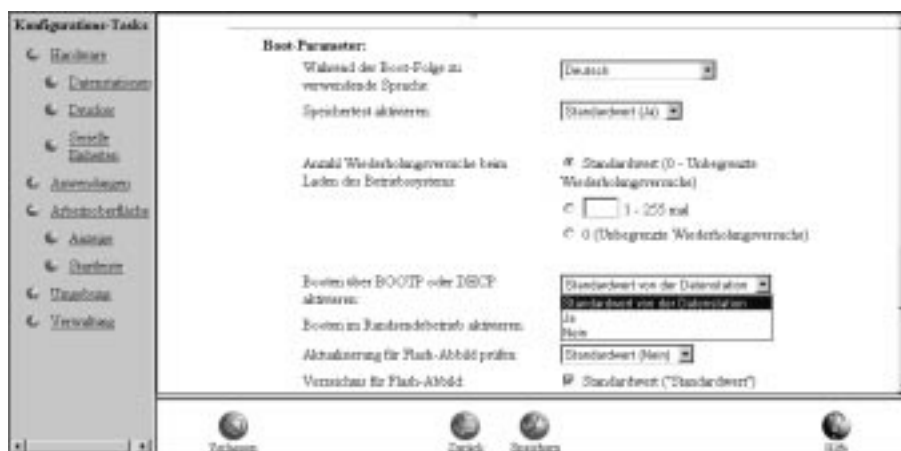 Konfigurations-Tasks
Hardware
Datenstationen
Drucker
Serielle
Einheiten
Anwendungen
Arbeitsoberfläche
Anzeige
Startleiste
Umgebung
Verwaltung
Boot-Parameter:
Während der Boot-Folge zu
verwendende Sprache
Deutsch
Speichertest aktivieren
Standardwert (Ja)
Anzahl Wiederholungsversuche beim
Laden des Betriebssystems
Standardwert (0 - Unbegrenzte
Wiederholungsversuche)
1 - 255 mal
0 (Unbegrenzte Wiederholungsversuche)
Booten über BOOTP oder DHCP
aktivieren:
Standardwert von der Datenstation
Standardwert von der Datenstation
Ja
Nein
Booten im Rundsendebetrieb aktivieren
Aktualisierung für Flash-Abbild prüfen
Standardwert (Nein)
Verzeichnis für Flash-Abbild:
Standardwert ("Standardwert")
Verlassen
Zurück
Speichern
Hilfe